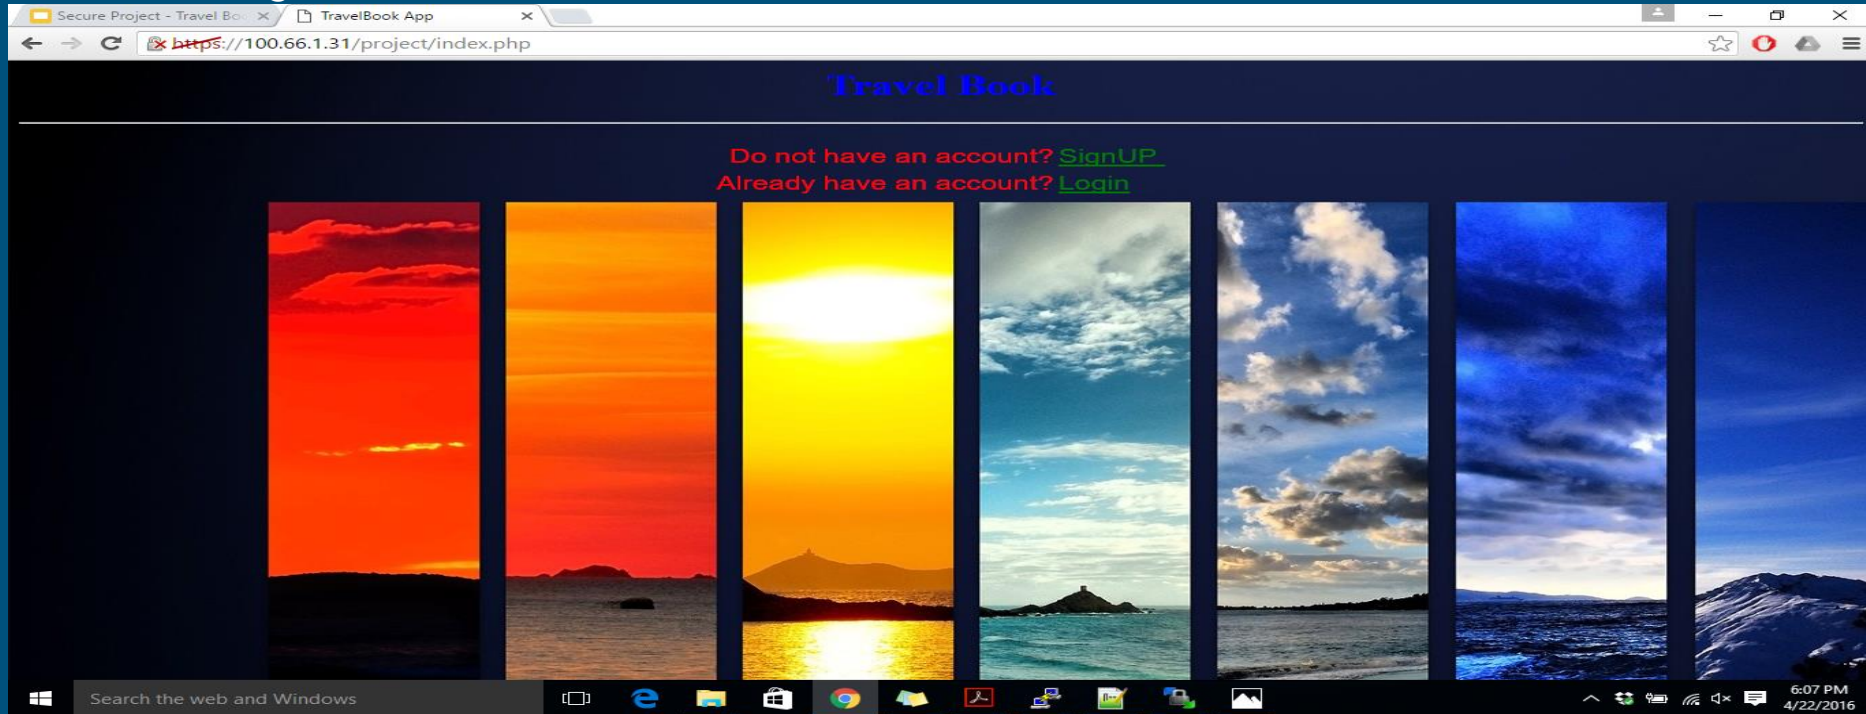 Secure Project - Travel Bo
TravelBook App
https://100.66.1.31/project/index.php
Travel Book
Do not have an account? SignUP
Already have an account? Login
Search the web and Windows
6:07 PM
4/22/2016